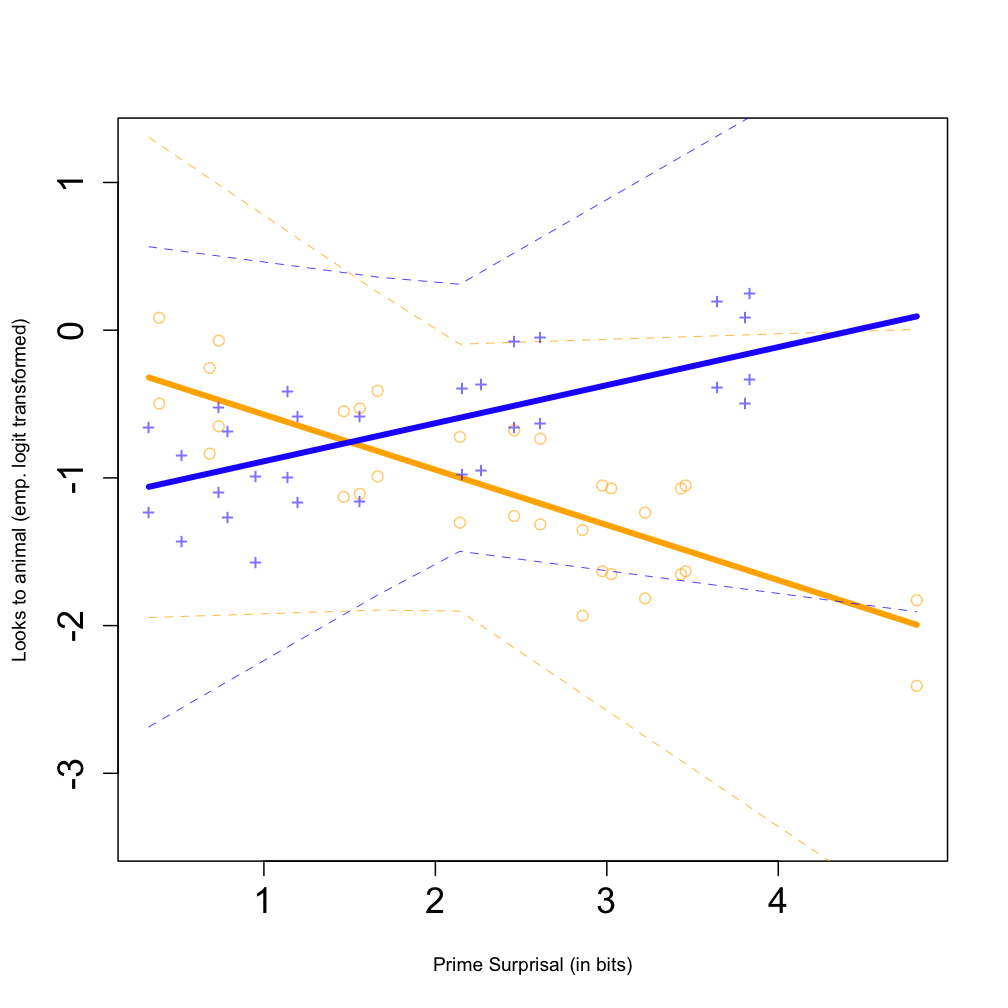 Looks to animal (emp. logit transformed)
1
0
-1
-2
-3
1 2 3 4
Prime Surprisal (in bits)